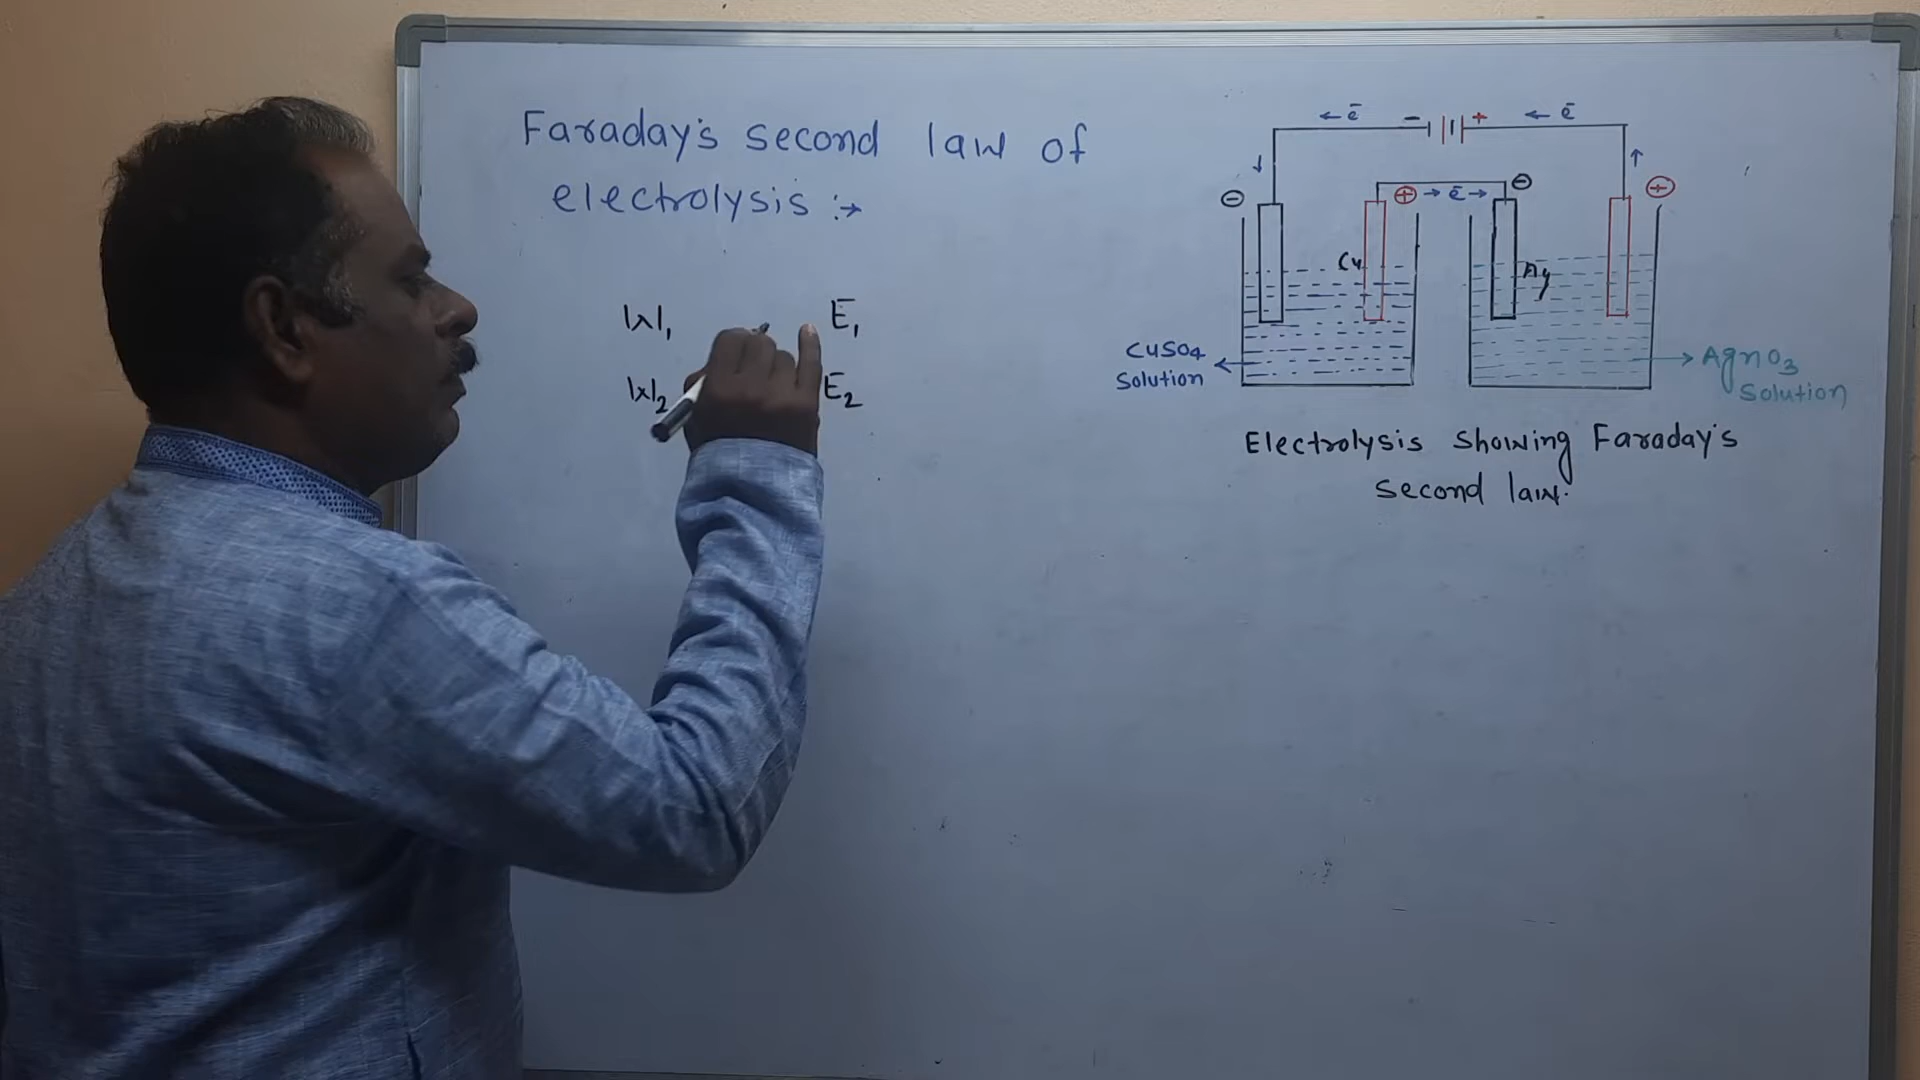 Faraday's second law of
electrolysis :→
W₁ E₁
W₂ E₂
← ē - + ← ē
↓ ↑
⊖ ⊕ → ē → ⊖ ⊕
Cu Ag
CuSO4
Solution
AgNO3
Solution
Electrolysis showing Faraday's
second law.